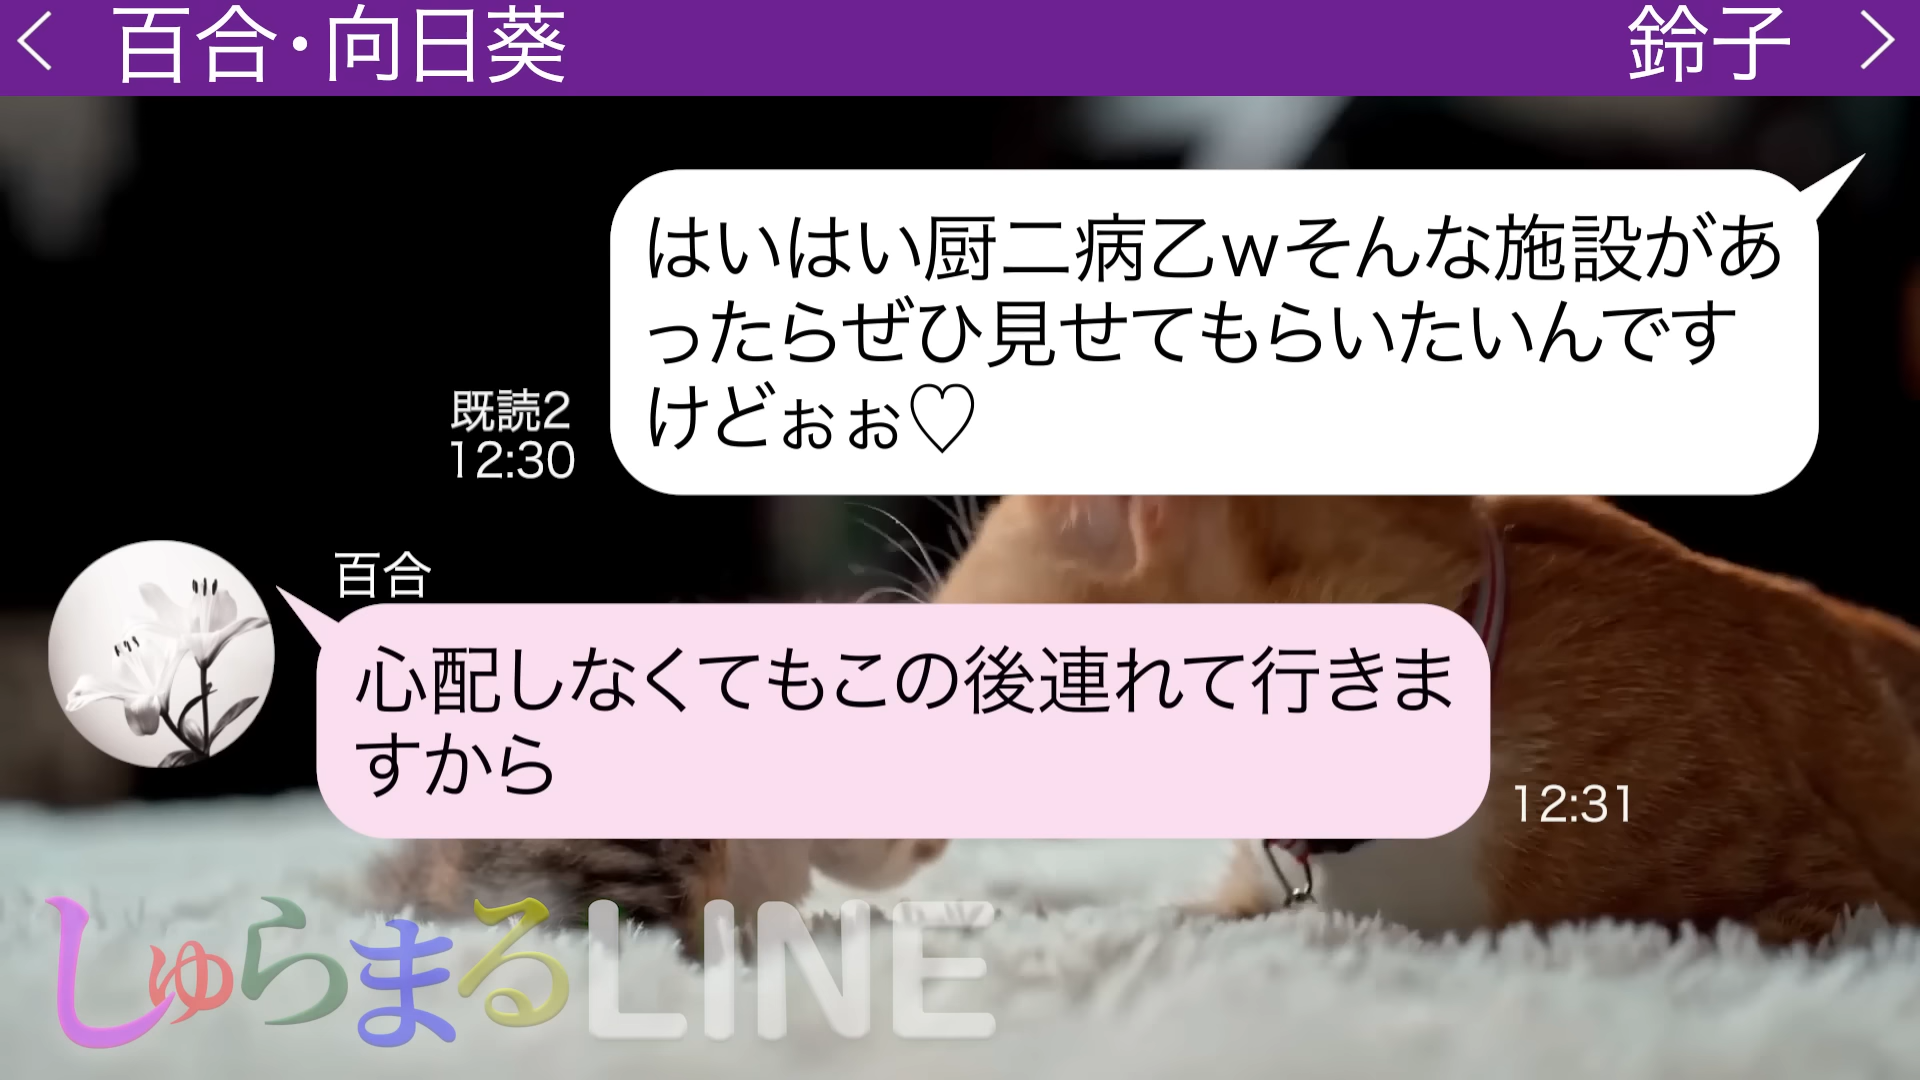 百合・向日葵
鈴子
はいはい厨二病乙wそんな施設があ
ったらぜひ見せてもらいたいんです
けどぉぉ♡
既読2
12:30
百合
心配しなくてもこの後連れて行きま
すから
12:31
しゅらまるLINE